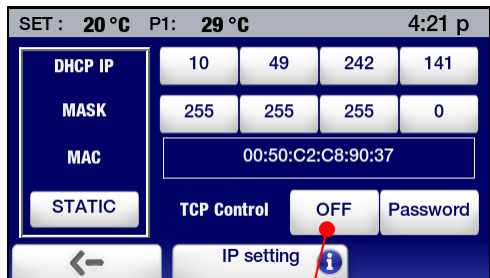 SET : 20 °C P1: 29 °C 4:21 p
DHCP IP 10 49 242 141
MASK 255 255 255 0
MAC 00:50:C2:C8:90:37
STATIC TCP Control OFF Password
IP setting i